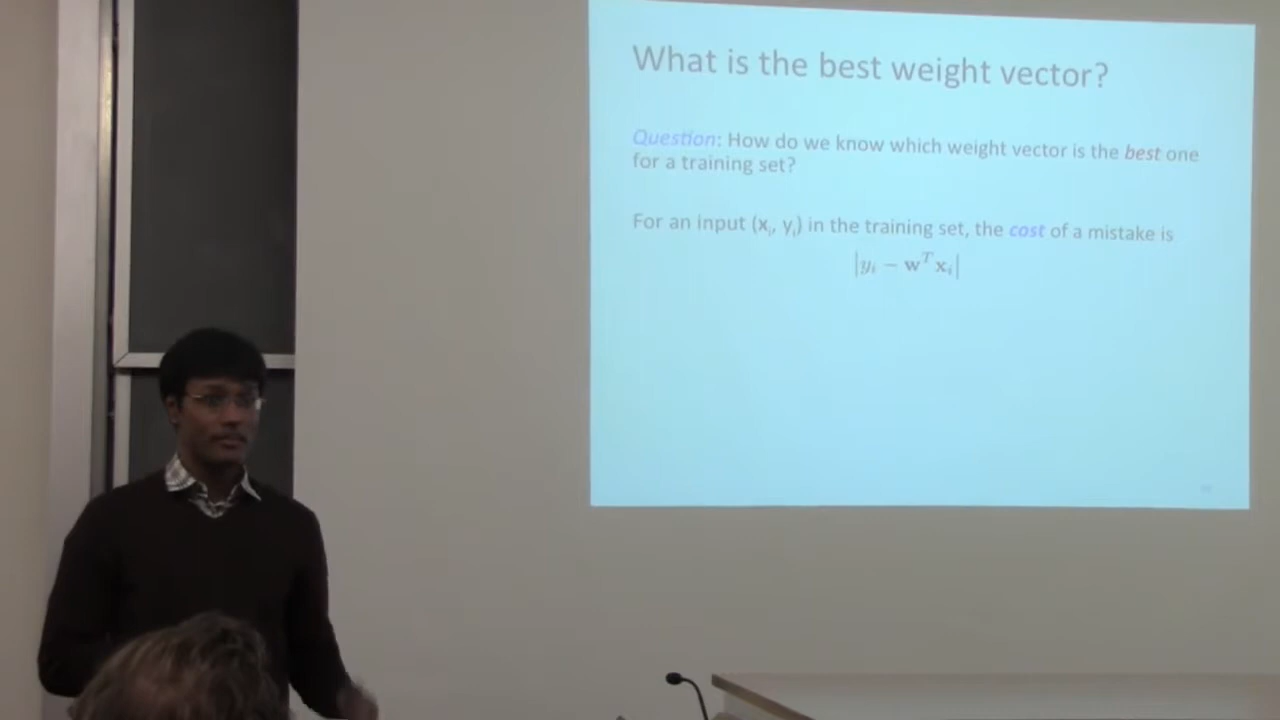 What is the best weight vector?
Question: How do we know which weight vector is the best one
for a training set?
For an input (xᵢ, yᵢ) in the training set, the cost of a mistake is
|yᵢ − wᵀxᵢ|